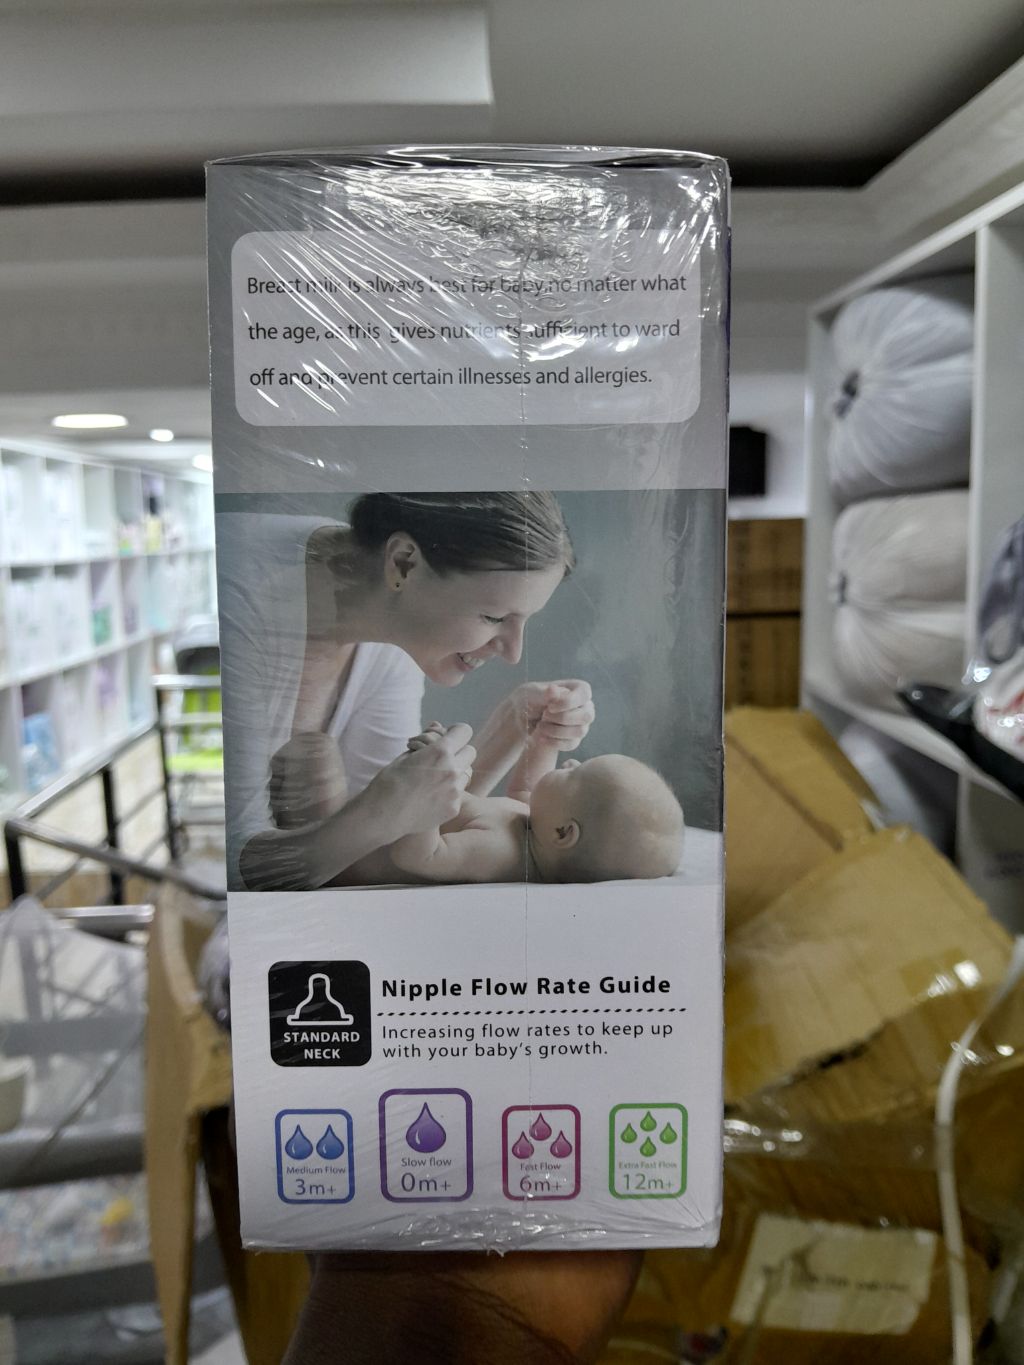 Breast milk is always best for baby,no matter what
the age, as this gives nutrients sufficient to ward
off and prevent certain illnesses and allergies.
STANDARD
NECK
Nipple Flow Rate Guide
Increasing flow rates to keep up
with your baby's growth.
Medium Flow
3m+
Slow flow
0m+
Fast Flow
6m+
Extra Fast Flow
12m+